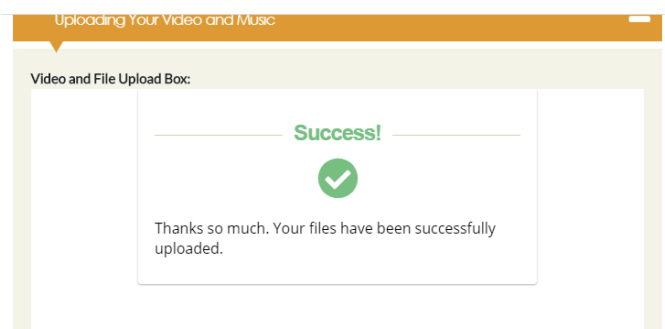 Uploading Your Video and Music
Video and File Upload Box:
Success!
Thanks so much. Your files have been successfully
uploaded.